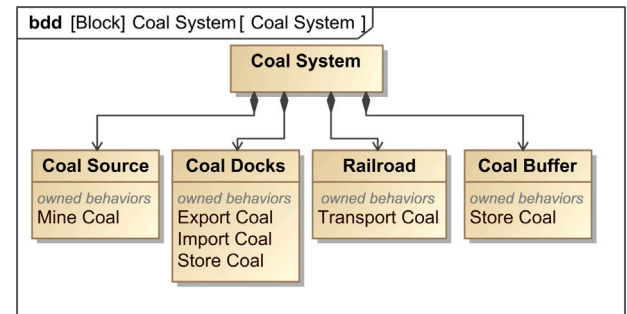 bdd [Block] Coal System [ Coal System ]
Coal System
Coal Source
owned behaviors
Mine Coal
Coal Docks
owned behaviors
Export Coal
Import Coal
Store Coal
Railroad
owned behaviors
Transport Coal
Coal Buffer
owned behaviors
Store Coal